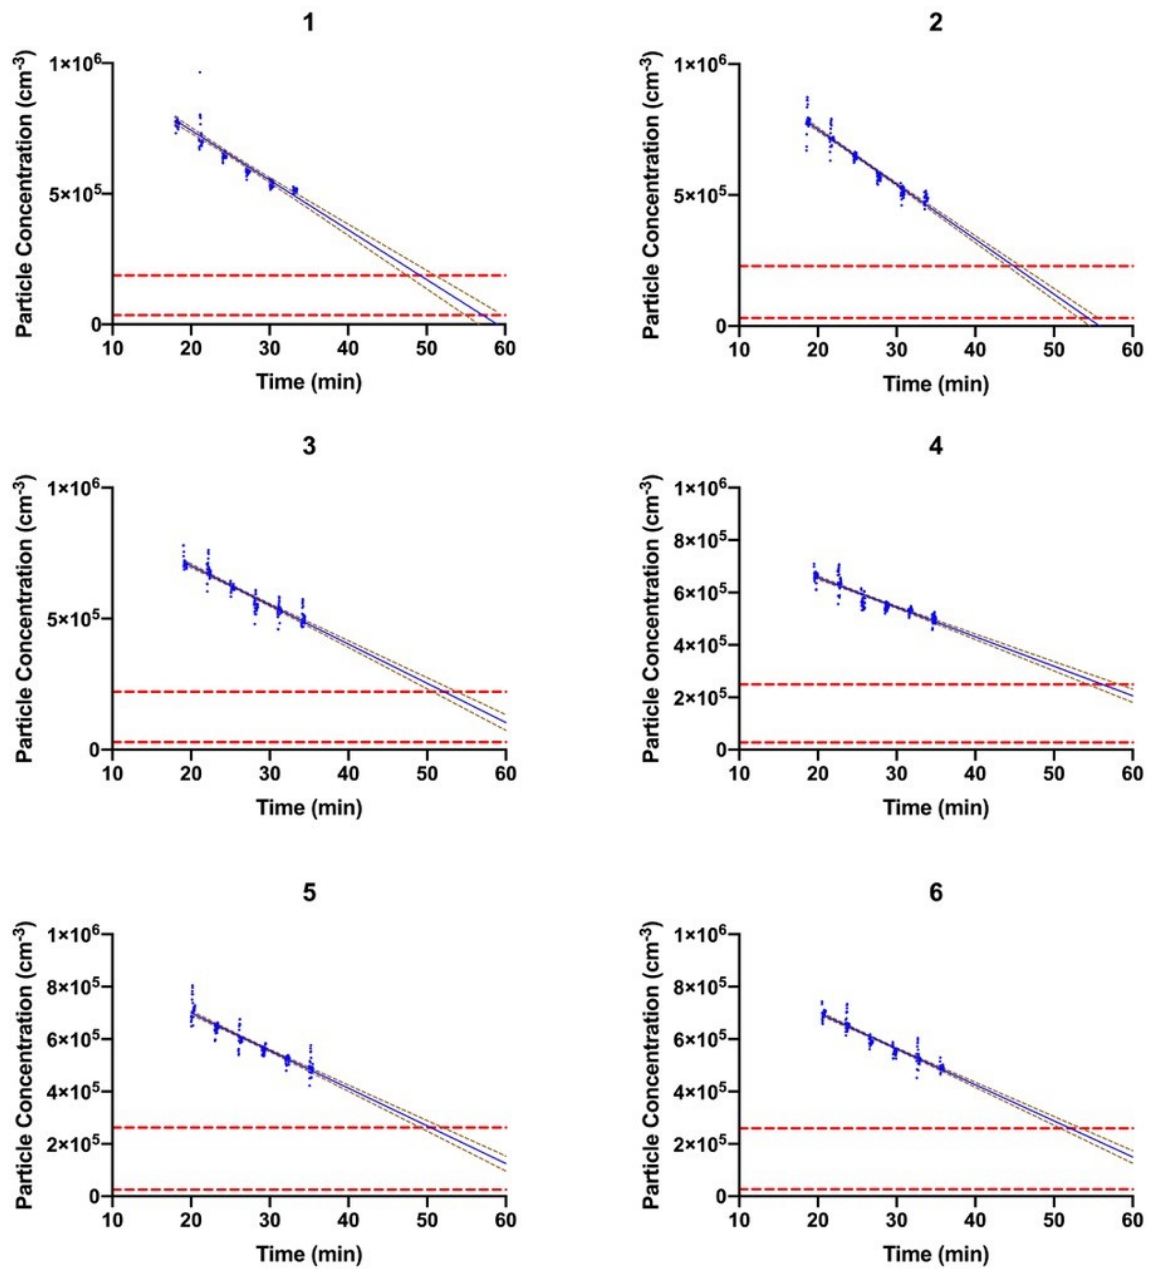 1
2
Particle Concentration (cm⁻³)
1×10⁶
5×10⁵
0
10 20 30 40 50 60
Time (min)
Particle Concentration (cm⁻³)
1×10⁶
5×10⁵
0
10 20 30 40 50 60
Time (min)
3
4
Particle Concentration (cm⁻³)
1×10⁶
5×10⁵
0
10 20 30 40 50 60
Time (min)
Particle Concentration (cm⁻³)
1×10⁶
8×10⁵
6×10⁵
4×10⁵
2×10⁵
0
10 20 30 40 50 60
Time (min)
5
6
Particle Concentration (cm⁻³)
1×10⁶
8×10⁵
6×10⁵
4×10⁵
2×10⁵
0
10 20 30 40 50 60
Time (min)
Particle Concentration (cm⁻³)
1×10⁶
8×10⁵
6×10⁵
4×10⁵
2×10⁵
0
10 20 30 40 50 60
Time (min)